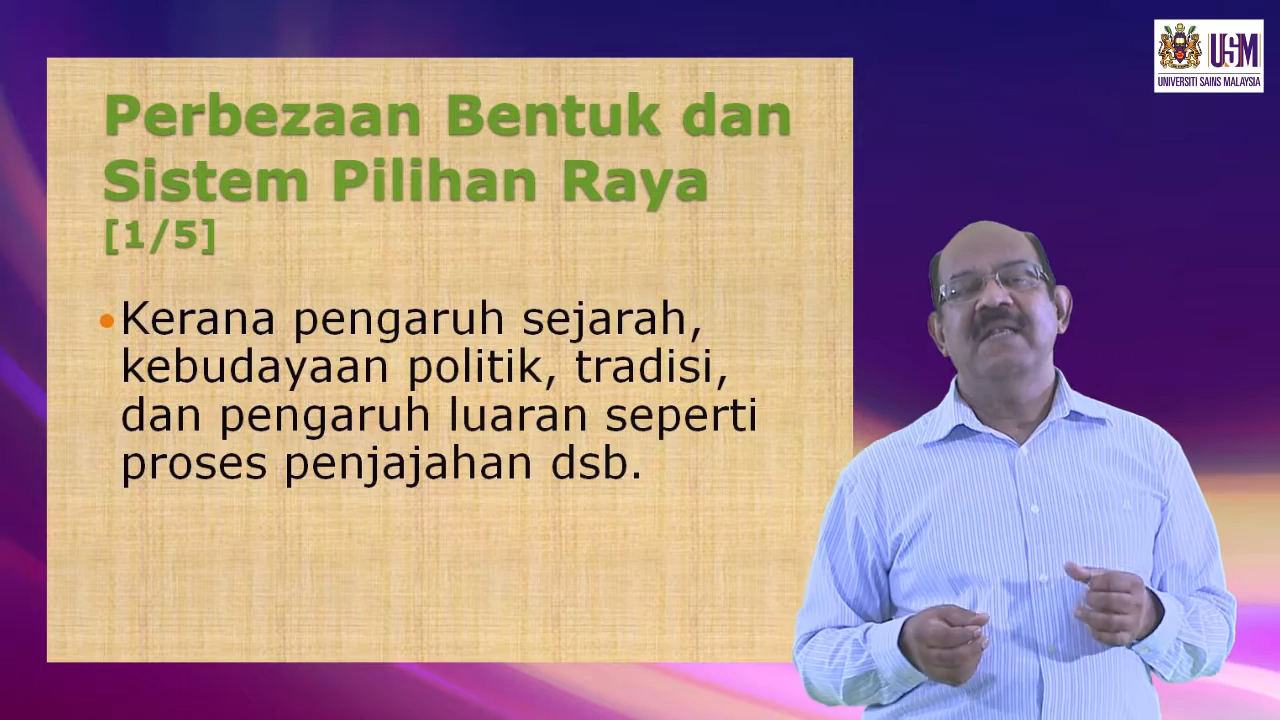 Perbezaan Bentuk dan
Sistem Pilihan Raya
[1/5]
•Kerana pengaruh sejarah,
kebudayaan politik, tradisi,
dan pengaruh luaran seperti
proses penjajahan dsb.
USM
UNIVERSITI SAINS MALAYSIA